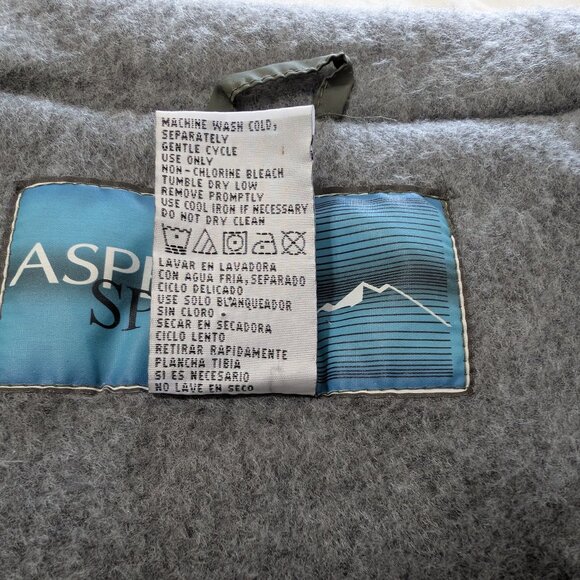 MACHINE WASH COLD,
SEPARATELY
GENTLE CYCLE
USE ONLY
NON-CHLORINE BLEACH
TUMBLE DRY LOW
REMOVE PROMPTLY
USE COOL IRON IF NECESSARY
DO NOT DRY CLEAN
LAVAR EN LAVADORA
CON AGUA FRIA,SEPARADO
CICLO DELICADO
USE SOLO BLANQUEADOR
SIN CLORO
SECAR EN SECADORA
CICLO LENTO
RETIRAR RAPIDAMENTE
PLANCHA TIBIA
SI ES NECESARIO
NO LAVE EN SECO
ASP
SP